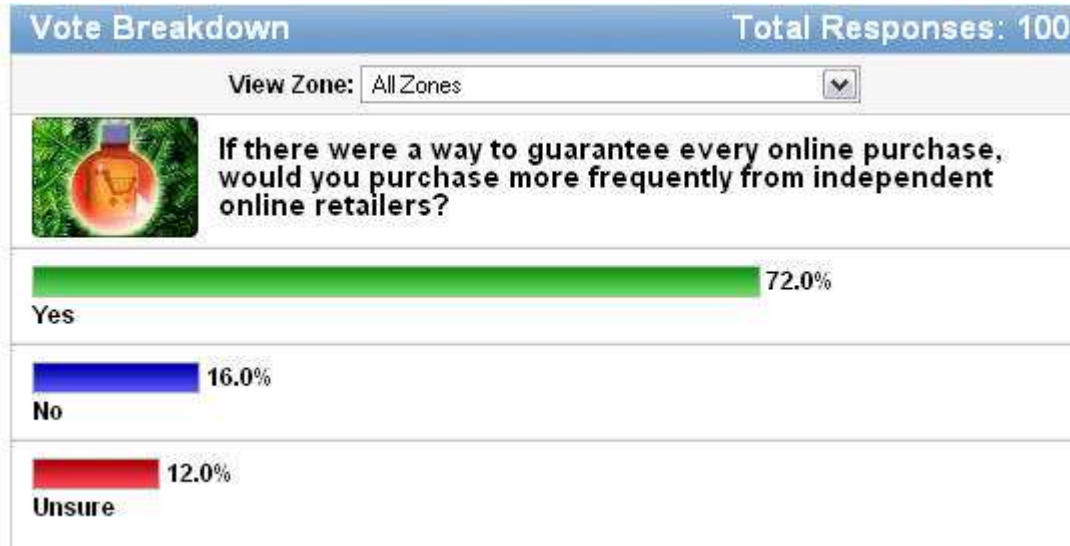 Vote Breakdown Total Responses: 100
View Zone: All Zones
If there were a way to guarantee every online purchase,
would you purchase more frequently from independent
online retailers?
72.0%
Yes
16.0%
No
12.0%
Unsure